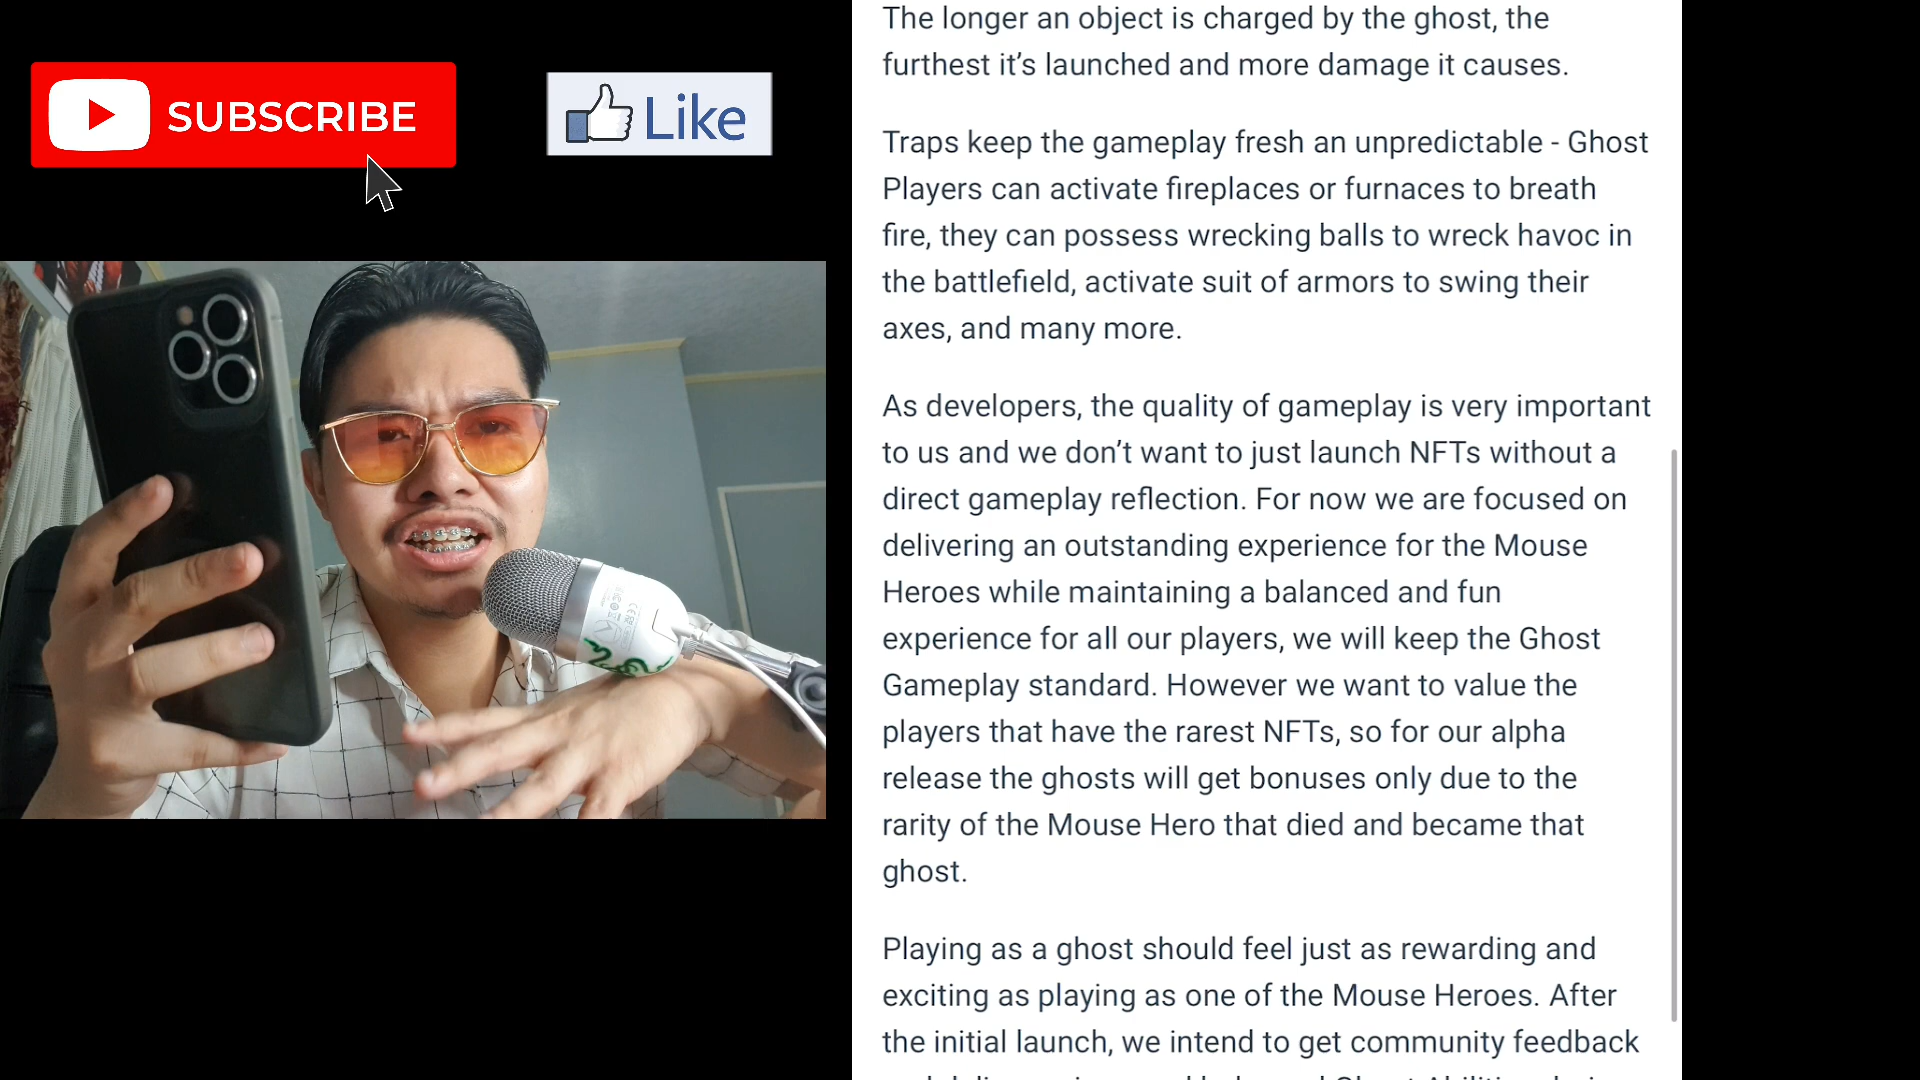 SUBSCRIBE
Like
The longer an object is charged by the ghost, the
furthest it’s launched and more damage it causes.
Traps keep the gameplay fresh an unpredictable - Ghost
Players can activate fireplaces or furnaces to breath
fire, they can possess wrecking balls to wreck havoc in
the battlefield, activate suit of armors to swing their
axes, and many more.
As developers, the quality of gameplay is very important
to us and we don’t want to just launch NFTs without a
direct gameplay reflection. For now we are focused on
delivering an outstanding experience for the Mouse
Heroes while maintaining a balanced and fun
experience for all our players, we will keep the Ghost
Gameplay standard. However we want to value the
players that have the rarest NFTs, so for our alpha
release the ghosts will get bonuses only due to the
rarity of the Mouse Hero that died and became that
ghost.
Playing as a ghost should feel just as rewarding and
exciting as playing as one of the Mouse Heroes. After
the initial launch, we intend to get community feedback